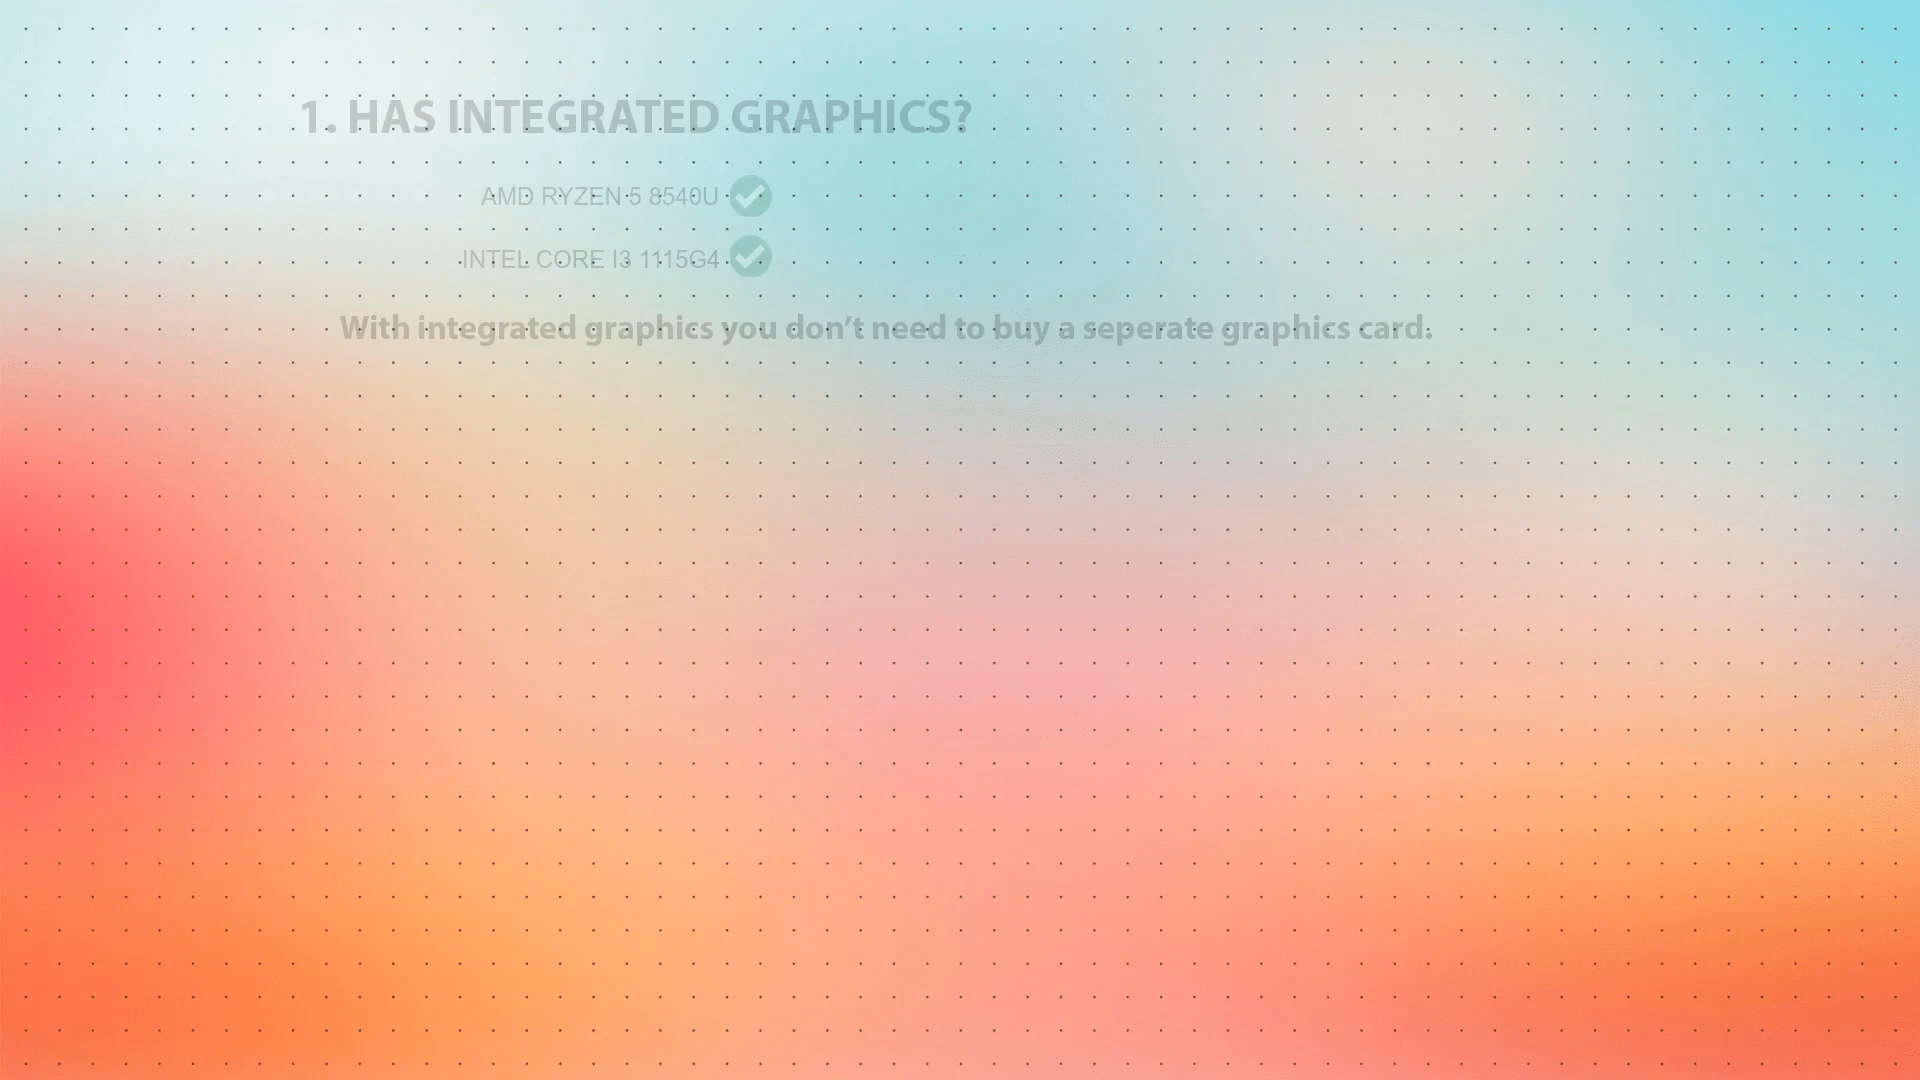 1. HAS INTEGRATED GRAPHICS?
AMD RYZEN 5 8540U
INTEL CORE I3 1115G4
With integrated graphics you don’t need to buy a seperate graphics card.